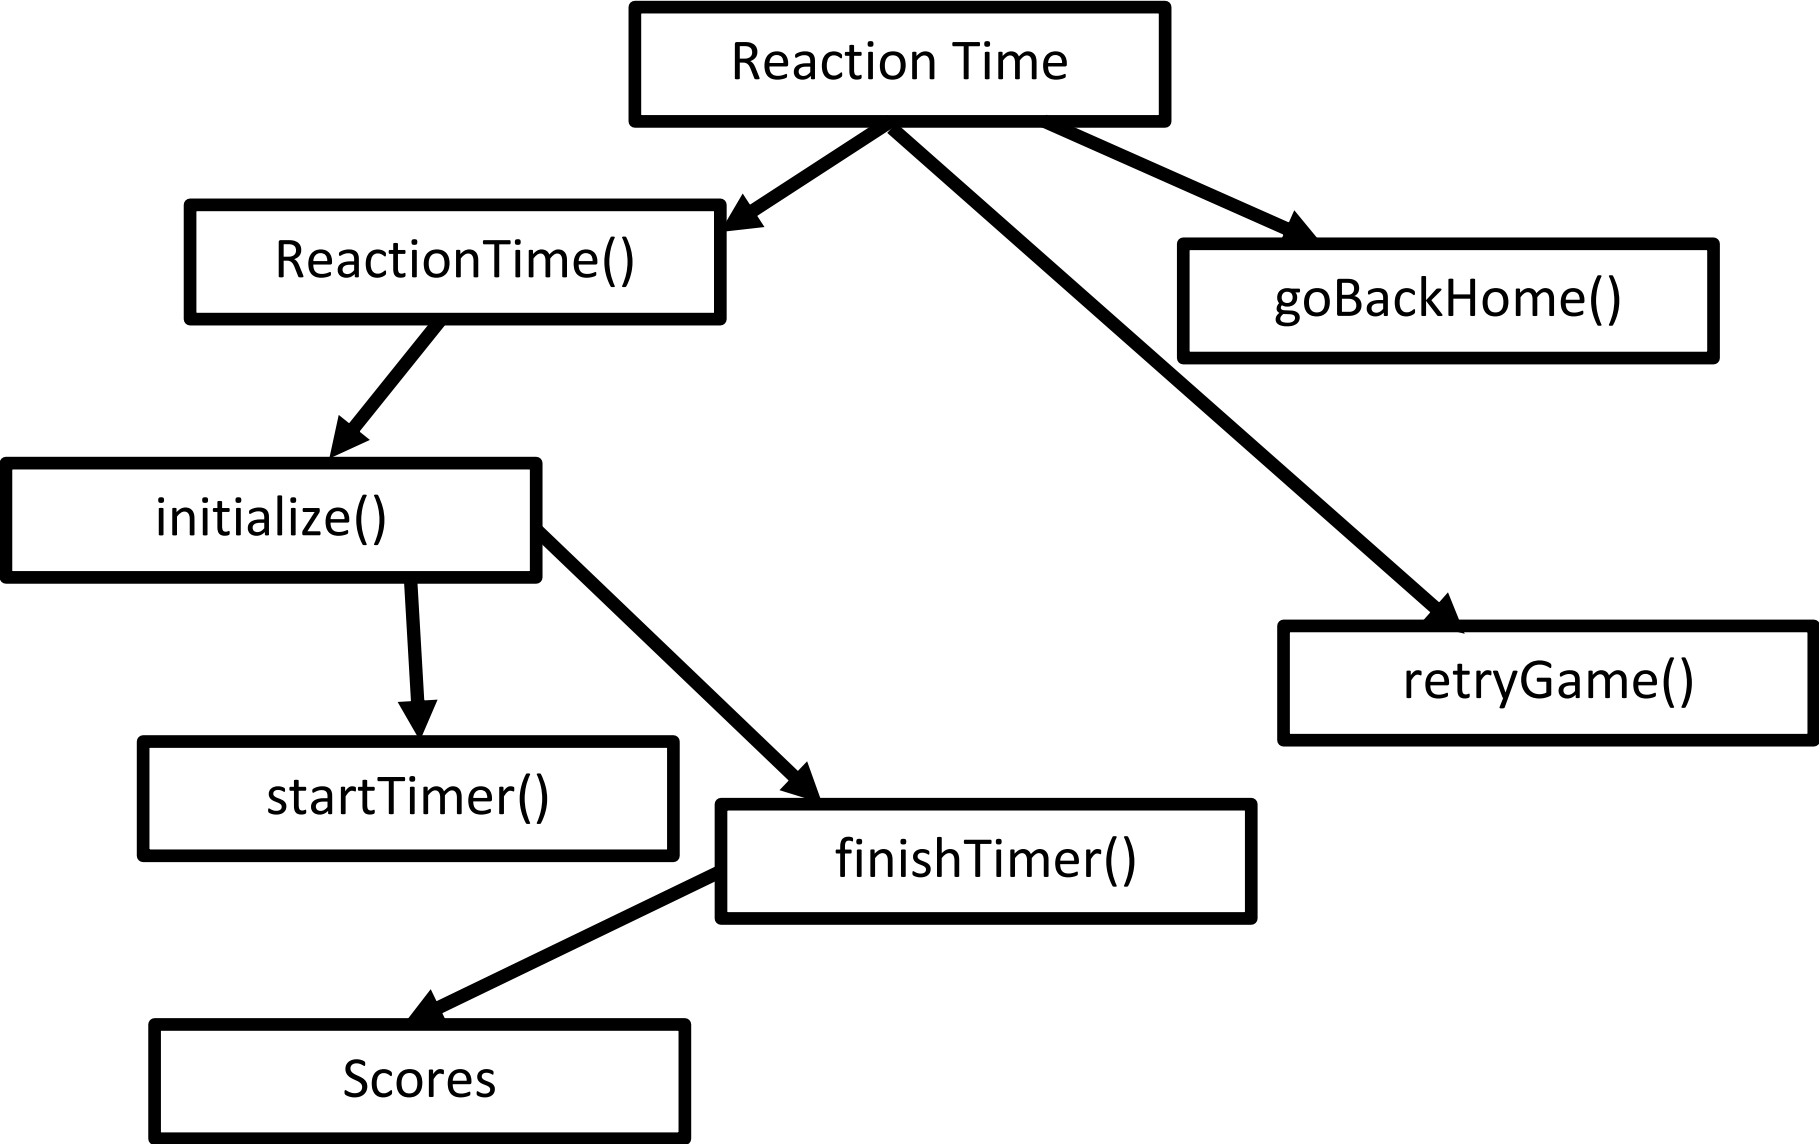 Reaction Time
ReactionTime()
goBackHome()
initialize()
retryGame()
startTimer()
finishTimer()
Scores